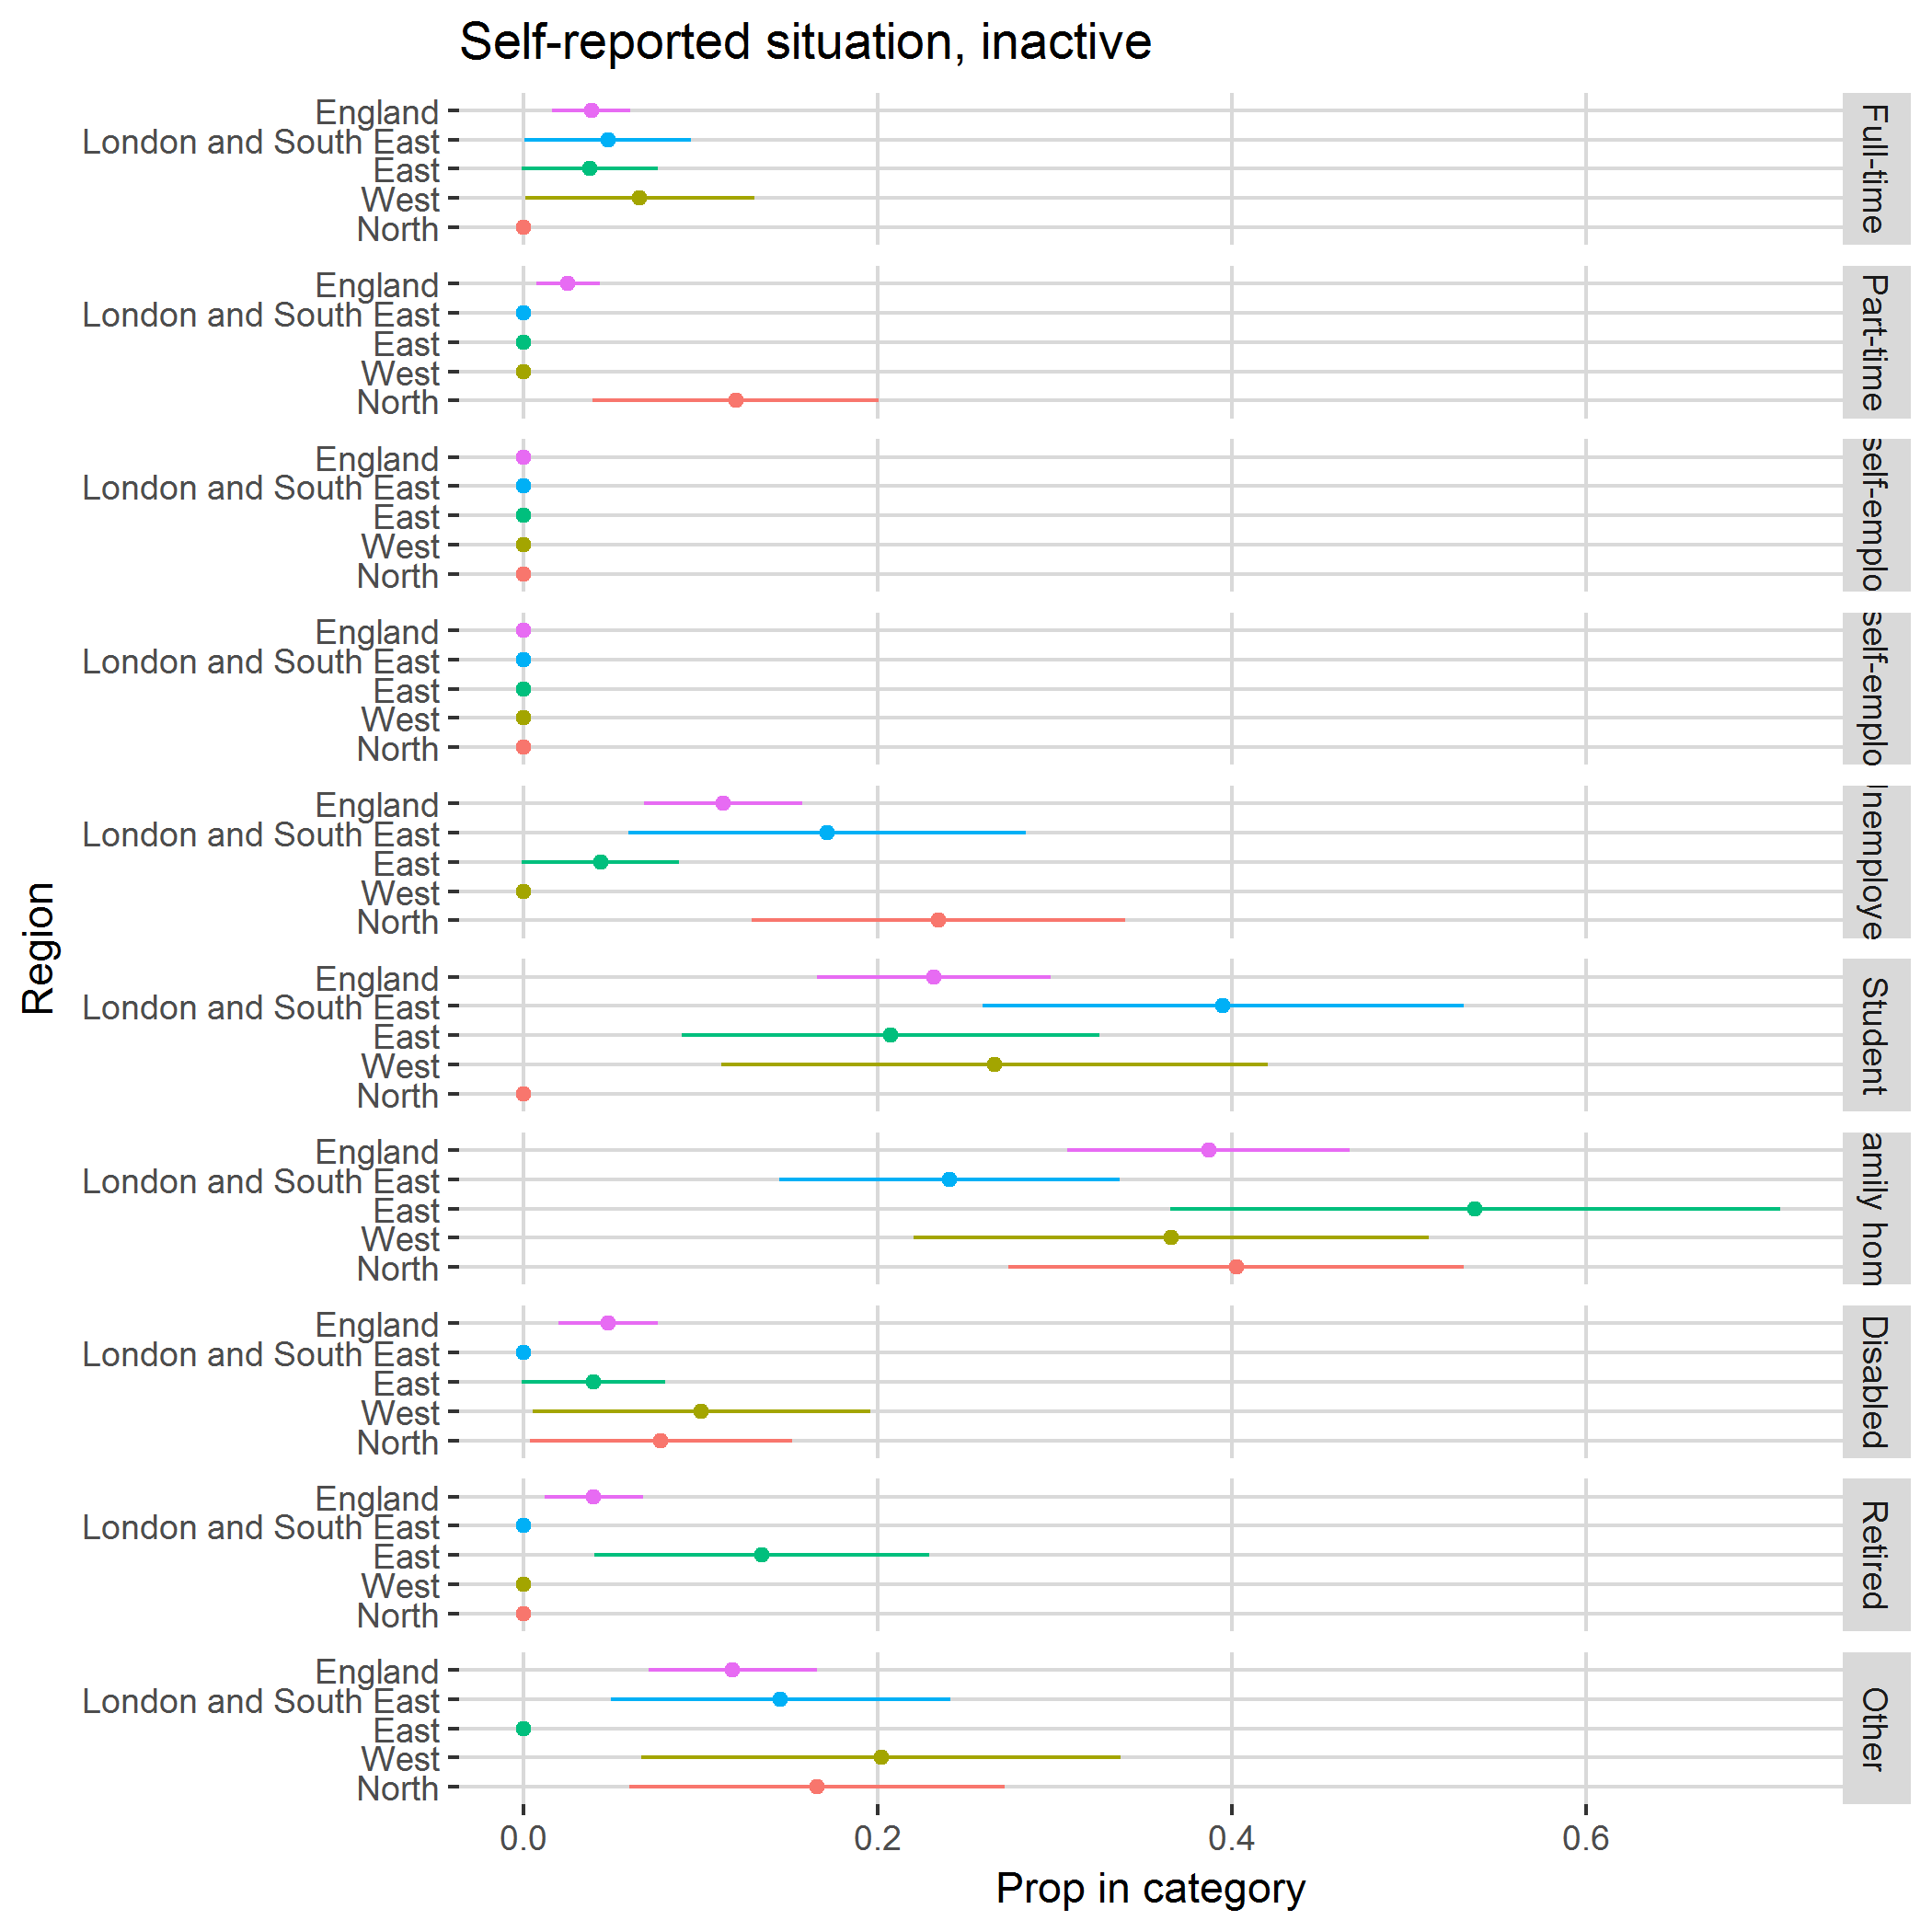 Self-reported situation, inactive
England
London and South East
East
West
North
Full-time
England
London and South East
East
West
North
Part-time
England
London and South East
East
West
North
self-emplo
England
London and South East
East
West
North
self-emplo
England
London and South East
East
West
North
nemploye
England
London and South East
East
West
North
Student
England
London and South East
East
West
North
amily hom
England
London and South East
East
West
North
Disabled
England
London and South East
East
West
North
Retired
England
London and South East
East
West
North
Other
Region
0.0 0.2 0.4 0.6
Prop in category